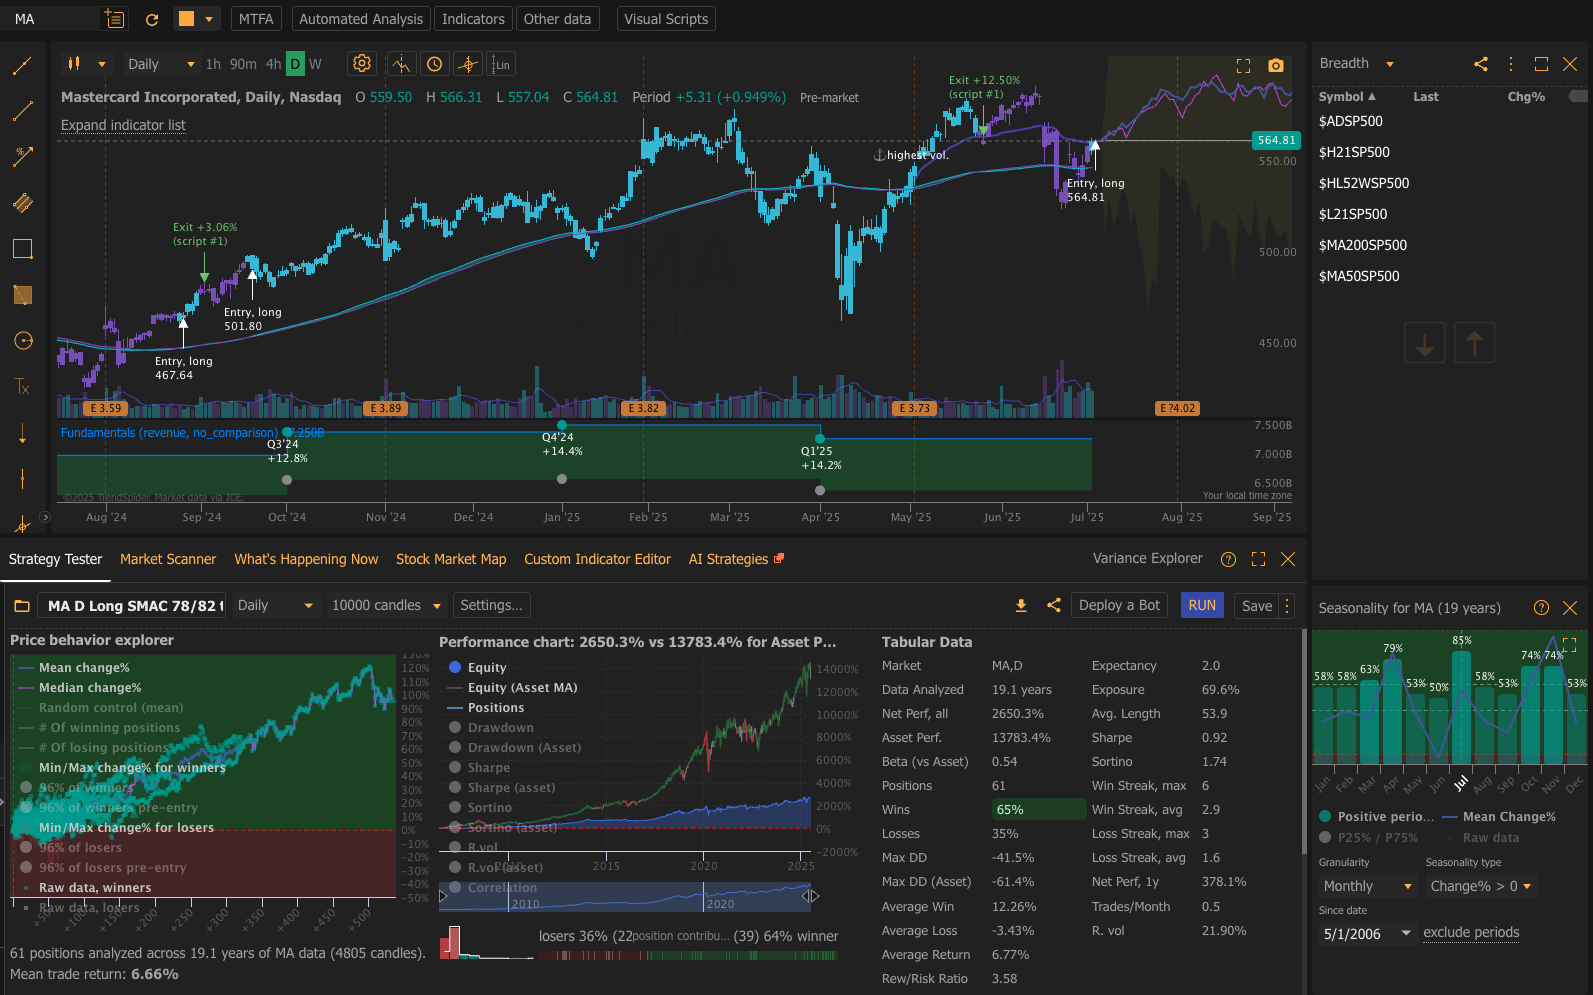 MA
MTFA
Automated Analysis
Indicators
Other data
Visual Scripts
Daily
1h 90m 4h D W
Lin
Mastercard Incorporated, Daily, Nasdaq O 559.50 H 566.31 L 557.04 C 564.81 Period +5.31 (+0.949%) Pre-market
Expand indicator list
Exit +12.50%
(script #1)
highest vol.
Exit +3.06%
(script #1)
Entry, long
501.80
Entry, long
467.64
Entry, long
564.81
564.81
550.00
500.00
450.00
MA
Mastercard Incorporated
E 3.59
E 3.89
E 3.82
E 3.73
E ?4.02
Fundamentals (revenue, no_comparison) 7.250B
Q3'24
+12.8%
Q4'24
+14.4%
Q1'25
+14.2%
7.500B
7.000B
6.500B
©2025 TrendSpider. Market data via ICE.
Your local time zone
Aug '24 Sep '24 Oct '24 Nov '24 Dec '24 Jan '25 Feb '25 Mar '25 Apr '25 May '25 Jun '25 Jul '25 Aug '25 Sep '25
Breadth
Symbol Last Chg%
$ADSP500
$H21SP500
$HL52WSP500
$L21SP500
$MA200SP500
$MA50SP500
Strategy Tester
Market Scanner
What's Happening Now
Stock Market Map
Custom Indicator Editor
AI Strategies
Variance Explorer
MA D Long SMAC 78/82 t
Daily
10000 candles
Settings...
Deploy a Bot
RUN
Save
Price behavior explorer
Mean change%
Median change%
Random control (mean)
# Of winning positions
# Of losing positions
Min/Max change% for winners
96% of winners
96% of winners pre-entry
Min/Max change% for losers
96% of losers
96% of losers pre-entry
Raw data, winners
Raw data, losers
130%
120%
110%
100%
90%
80%
70%
60%
50%
40%
30%
20%
10%
0%
-10%
-20%
-30%
-40%
-50%
+50 +100 +150 +200 +250 +300 +350 +400 +450 +500
61 positions analyzed across 19.1 years of MA data (4805 candles).
Mean trade return: 6.66%
Performance chart: 2650.3% vs 13783.4% for Asset P...
Equity
Equity (Asset MA)
Positions
Drawdown
Drawdown (Asset)
Sharpe
Sharpe (asset)
Sortino
Sortino (asset)
R.vol
R.vol (asset)
Correlation
14000%
12000%
10000%
8000%
6000%
4000%
2000%
0%
-2000%
2010 2015 2020 2025
2010 2020
losers 36% (22
position contribu...
(39) 64% winner
Tabular Data
Market MA,D Expectancy 2.0
Data Analyzed 19.1 years Exposure 69.6%
Net Perf, all 2650.3% Avg. Length 53.9
Asset Perf. 13783.4% Sharpe 0.92
Beta (vs Asset) 0.54 Sortino 1.74
Positions 61 Win Streak, max 6
Wins 65% Win Streak, avg 2.9
Losses 35% Loss Streak, max 3
Max DD -41.5% Loss Streak, avg 1.6
Max DD (Asset) -61.4% Net Perf, 1y 378.1%
Average Win 12.26% Trades/Month 0.5
Average Loss -3.43% R. vol 21.90%
Average Return 6.77%
Rew/Risk Ratio 3.58
Seasonality for MA (19 years)
58% 58% 63% 79% 53% 50% 85% 58% 53% 74% 74% 53%
0
Jan Feb Mar Apr May Jun Jul Aug Sep Oct Nov Dec
Positive perio... Mean Change%
P25% / P75% Raw data
Granularity Seasonality type
Monthly Change% > 0
Since date
5/1/2006 exclude periods